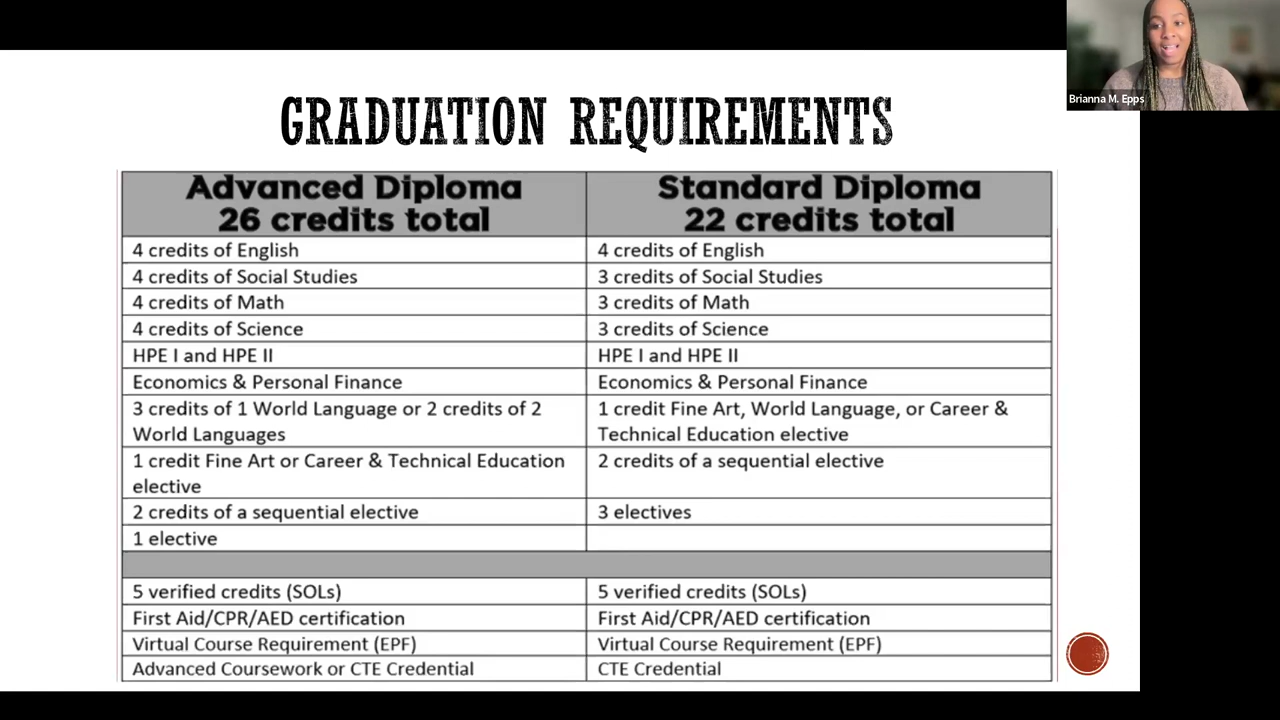 Brianna M. Epps
GRADUATION REQUIREMENTS
Advanced Diploma
26 credits total
Standard Diploma
22 credits total
4 credits of English
4 credits of English
4 credits of Social Studies
3 credits of Social Studies
4 credits of Math
3 credits of Math
4 credits of Science
3 credits of Science
HPE I and HPE II
HPE I and HPE II
Economics & Personal Finance
Economics & Personal Finance
3 credits of 1 World Language or 2 credits of 2
World Languages
1 credit Fine Art, World Language, or Career &
Technical Education elective
1 credit Fine Art or Career & Technical Education
elective
2 credits of a sequential elective
2 credits of a sequential elective
3 electives
1 elective
5 verified credits (SOLs)
5 verified credits (SOLs)
First Aid/CPR/AED certification
First Aid/CPR/AED certification
Virtual Course Requirement (EPF)
Virtual Course Requirement (EPF)
Advanced Coursework or CTE Credential
CTE Credential